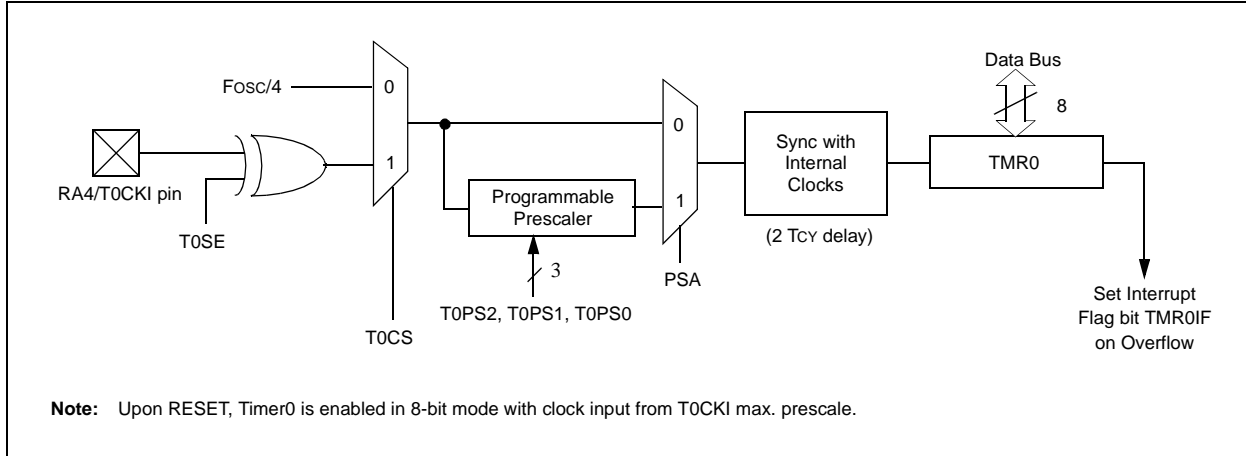 Data Bus
8
FOSC/4
0
1
RA4/T0CKI pin
T0SE
T0CS
Programmable
Prescaler
3
T0PS2, T0PS1, T0PS0
0
1
PSA
Sync with
Internal
Clocks
(2 TCY delay)
TMR0
Set Interrupt
Flag bit TMR0IF
on Overflow
Note: Upon RESET, Timer0 is enabled in 8-bit mode with clock input from T0CKI max. prescale.